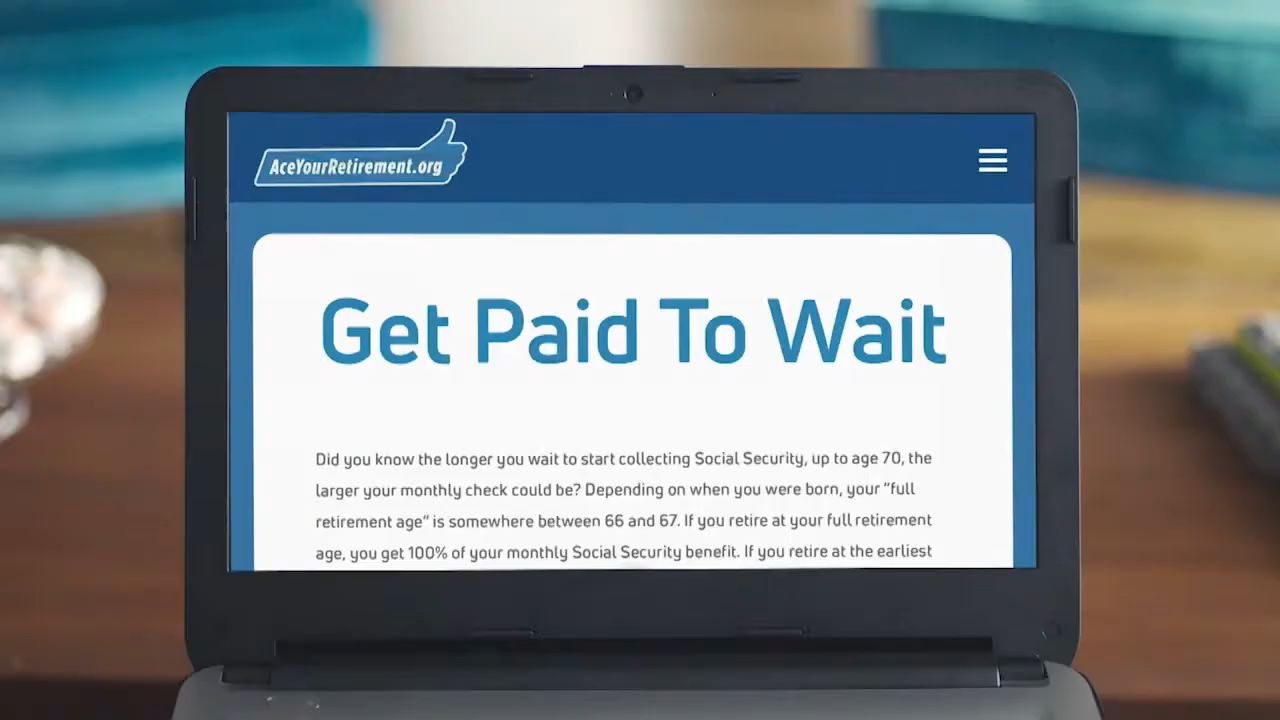 AceYourRetirement.org
Get Paid To Wait
Did you know the longer you wait to start collecting Social Security, up to age 70, the
larger your monthly check could be? Depending on when you were born, your “full
retirement age” is somewhere between 66 and 67. If you retire at your full retirement
age, you get 100% of your monthly Social Security benefit. If you retire at the earliest